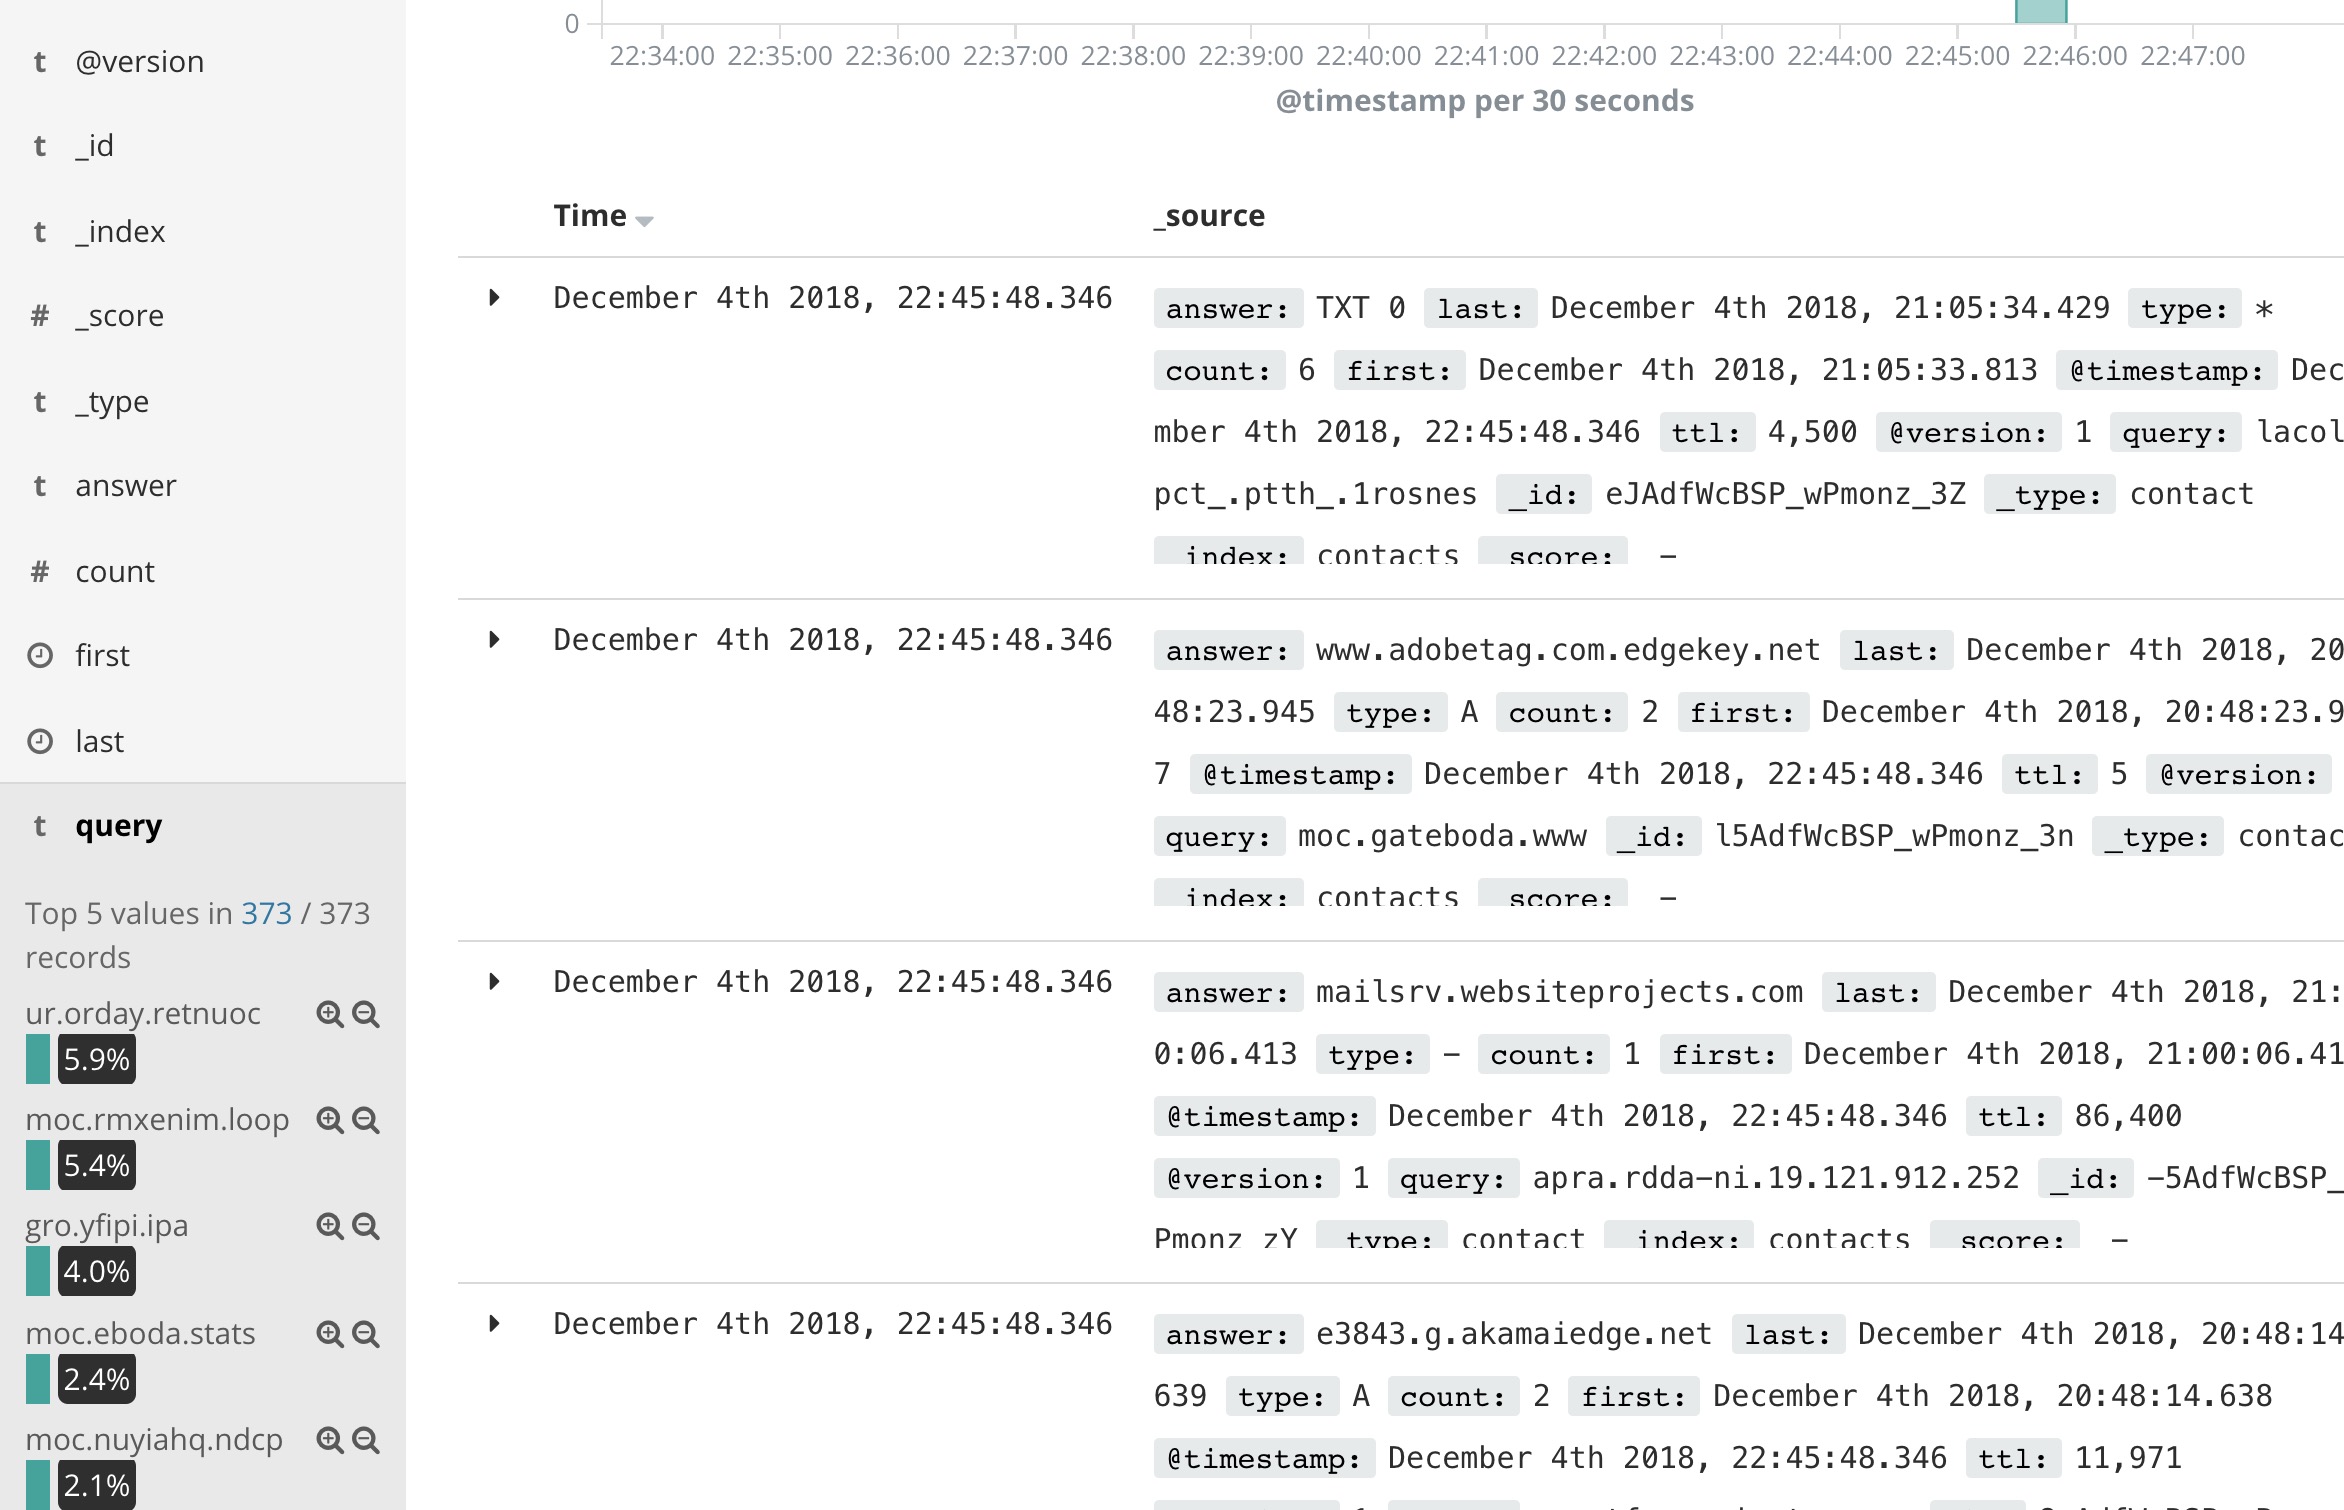 t @version
t _id
t _index
# _score
t _type
t answer
# count
first
last
t query
Top 5 values in 373 / 373
records
ur.orday.retnuoc
5.9%
moc.rmxenim.loop
5.4%
gro.yfipi.ipa
4.0%
moc.eboda.stats
2.4%
moc.nuyiahq.ndcp
2.1%
0
22:34:00 22:35:00 22:36:00 22:37:00 22:38:00 22:39:00 22:40:00 22:41:00 22:42:00 22:43:00 22:44:00 22:45:00 22:46:00 22:47:00
@timestamp per 30 seconds
Time _source
December 4th 2018, 22:45:48.346 answer: TXT 0 last: December 4th 2018, 21:05:34.429 type: *
count: 6 first: December 4th 2018, 21:05:33.813 @timestamp: Dec
mber 4th 2018, 22:45:48.346 ttl: 4,500 @version: 1 query: lacol
pct_.ptth_.1rosnes _id: eJAdfWcBSP_wPmonz_3Z _type: contact
_index: contacts _score: -
December 4th 2018, 22:45:48.346 answer: www.adobetag.com.edgekey.net last: December 4th 2018, 20
48:23.945 type: A count: 2 first: December 4th 2018, 20:48:23.9
7 @timestamp: December 4th 2018, 22:45:48.346 ttl: 5 @version:
query: moc.gateboda.www _id: l5AdfWcBSP_wPmonz_3n _type: contac
_index: contacts _score: -
December 4th 2018, 22:45:48.346 answer: mailsrv.websiteprojects.com last: December 4th 2018, 21:
0:06.413 type: - count: 1 first: December 4th 2018, 21:00:06.41
@timestamp: December 4th 2018, 22:45:48.346 ttl: 86,400
@version: 1 query: apra.rdda-ni.19.121.912.252 _id: -5AdfWcBSP_
Pmonz_zY _type: contact _index: contacts _score: -
December 4th 2018, 22:45:48.346 answer: e3843.g.akamaiedge.net last: December 4th 2018, 20:48:14
639 type: A count: 2 first: December 4th 2018, 20:48:14.638
@timestamp: December 4th 2018, 22:45:48.346 ttl: 11,971